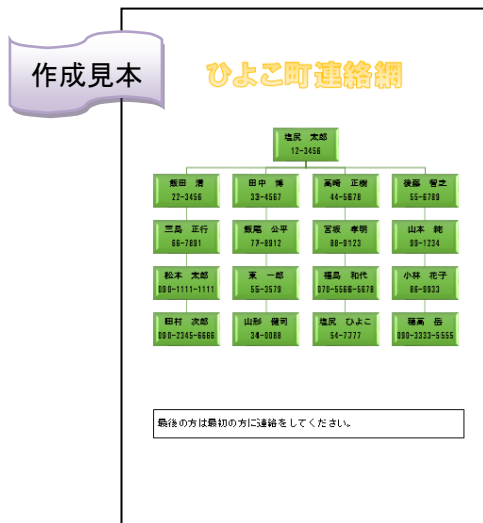 作成見本
ひよこ町連絡網
塩尻　太郎
12-3456
飯田　清
22-3456
田中　博
33-4567
高崎　正樹
44-5678
後藤　智之
55-6789
三島　正行
66-7891
飯尾　公平
77-8912
宮坂　孝明
88-9123
山本　純
99-1234
松本　太郎
090-1111-1111
東　一郎
55-3579
福島　和代
070-5566-5678
小林　花子
86-9933
田村　次郎
090-2345-6666
山形　健司
34-0088
塩尻　ひよこ
54-7777
穂高　岳
090-3333-5555
最後の方は最初の方に連絡をしてください。